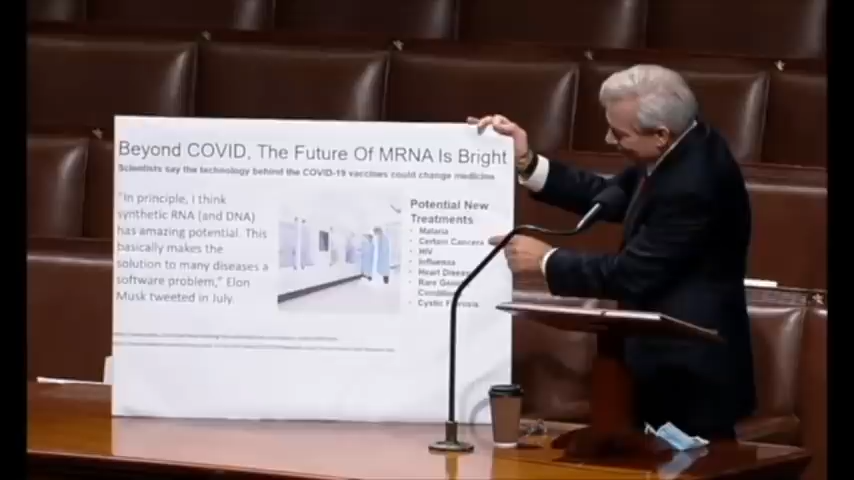 Beyond COVID, The Future Of MRNA Is Bright
Scientists say the technology behind the COVID-19 vaccines could change medicine
"In principle, I think
synthetic RNA (and DNA)
has amazing potential. This
basically makes the
solution to many diseases a
software problem," Elon
Musk tweeted in July.
Potential New
Treatments
Malaria
Certain Cancers
HIV
Influenza
Heart Disease
Rare
Cystic